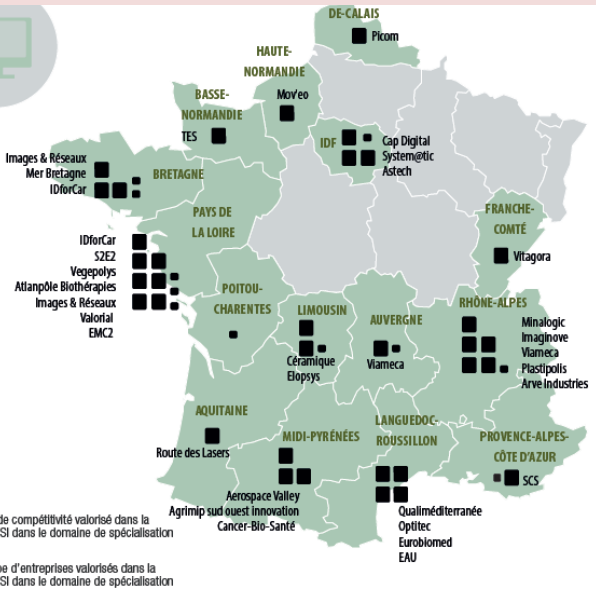 DE-CALAIS
Picom
HAUTE-
NORMANDIE
Mov'eo
BASSE-
NORMANDIE
TES
IDF
Cap Digital
System@tic
Astech
Images & Réseaux
Mer Bretagne
IDforCar
BRETAGNE
PAYS DE
LA LOIRE
IDforCar
S2E2
Vegepolys
Atlanpôle Biothérapies
Images & Réseaux
Valorial
EMC2
FRANCHE-
COMTÉ
Vitagora
POITOU-
CHARENTES
LIMOUSIN
Céramique
Elopsys
AUVERGNE
Viameca
RHÔNE-ALPES
Minalogic
Imaginove
Viameca
Plastipolis
Arve Industries
AQUITAINE
Route des Lasers
MIDI-PYRÉNÉES
Aerospace Valley
Agrimip sud ouest innovation
Cancer-Bio-Santé
LANGUEDOC-
ROUSSILLON
Qualiméditerranée
Optitec
Eurobiomed
EAU
PROVENCE-ALPES-
CÔTE D'AZUR
SCS
de compétitivité valorisé dans la
SI dans le domaine de spécialisation
e d'entreprises valorisés dans la
SI dans le domaine de spécialisation